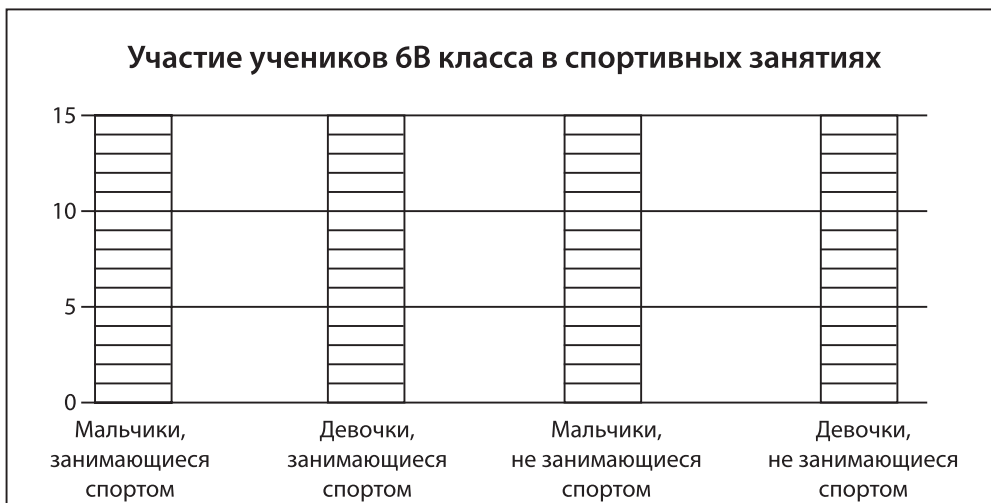 Участие учеников 6В класса в спортивных занятиях
15
10
5
0
Мальчики,
занимающиеся
спортом
Девочки,
занимающиеся
спортом
Мальчики,
не занимающиеся
спортом
Девочки,
не занимающиеся
спортом